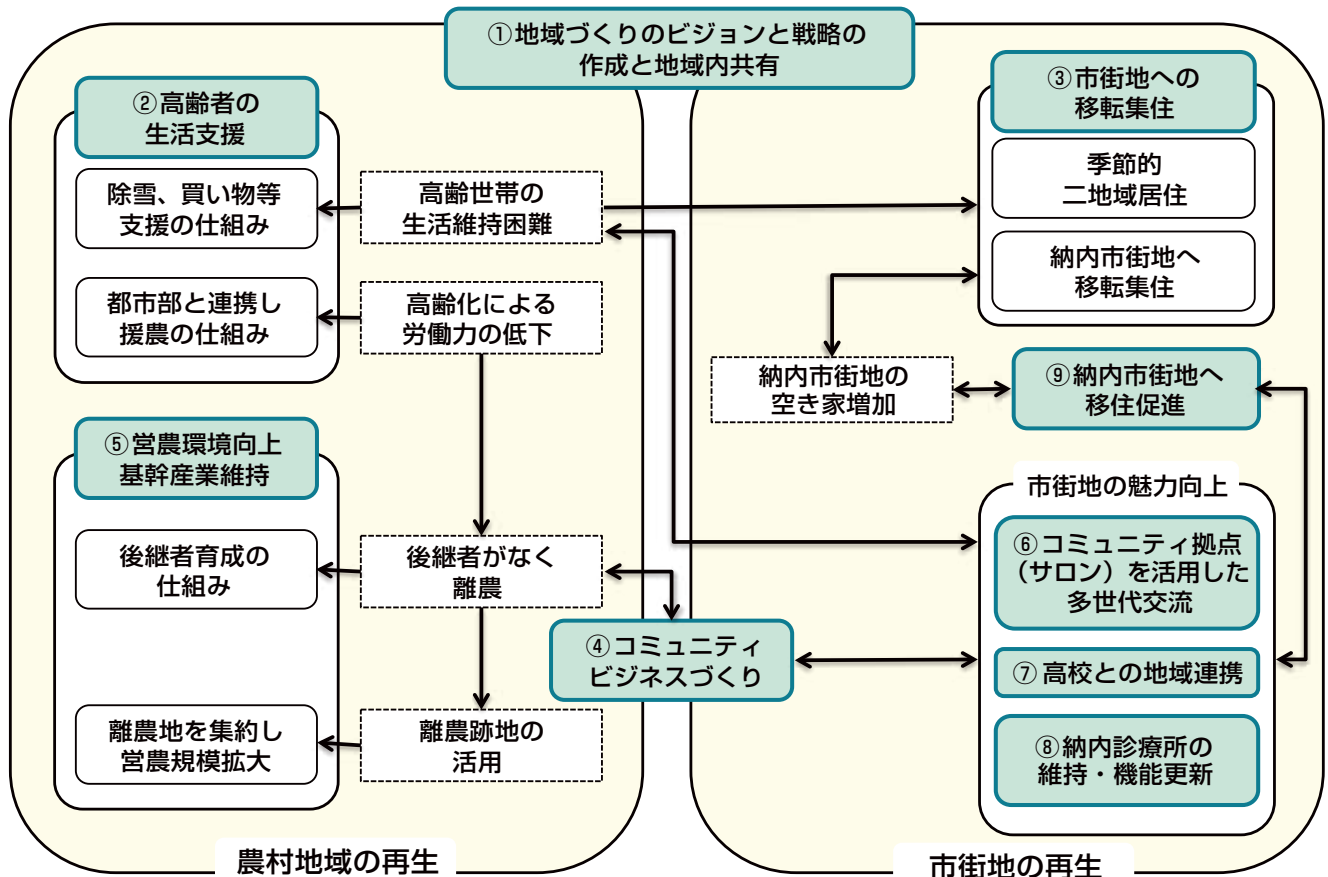 ①地域づくりのビジョンと戦略の
作成と地域内共有
②高齢者の
生活支援
除雪、買い物等
支援の仕組み
都市部と連携し
援農の仕組み
高齢世帯の
生活維持困難
高齢化による
労働力の低下
⑤営農環境向上
基幹産業維持
後継者育成の
仕組み
離農地を集約し
営農規模拡大
後継者がなく
離農
離農跡地の
活用
④コミュニティ
ビジネスづくり
農村地域の再生
③市街地への
移転集住
季節的
二地域居住
納内市街地へ
移転集住
納内市街地の
空き家増加
⑨納内市街地へ
移住促進
市街地の魅力向上
⑥コミュニティ拠点
（サロン）を活用した
多世代交流
⑦高校との地域連携
⑧納内診療所の
維持・機能更新
市街地の再生